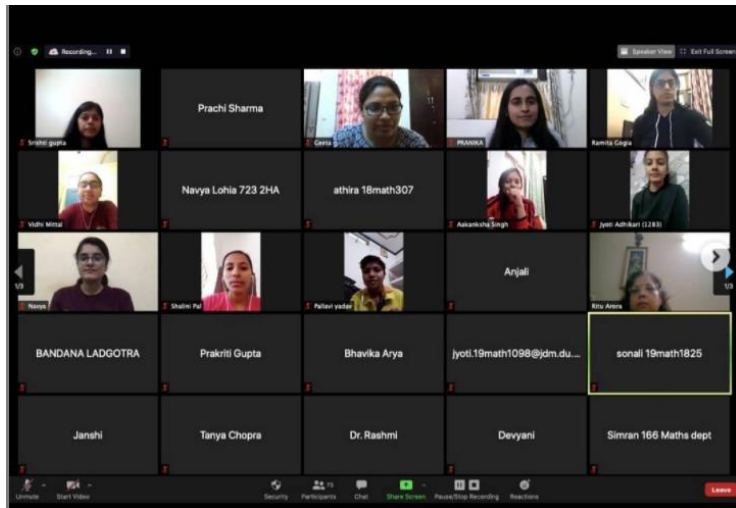 Recording...
Speaker View Exit Full Screen
Srishti gupta
Prachi Sharma
Geeta
PRANIKA
Ramita Gogia
Vidhi Mittal
Navya Lohia 723 2HA
athira 18math307
Aakanksha Singh
Jyoti Adhikari (1283)
1/3
Navya
Shalini Pal
Pallavi yadav
Anjali
Ritu Arora
1/3
BANDANA LADGOTRA
Prakriti Gupta
Bhavika Arya
jyoti.19math1098@jdm.du....
sonali 19math1825
Janshi
Tanya Chopra
Dr. Rashmi
Devyani
Simran 166 Maths dept
Unmute
Start Video
Security
Participants
Chat
Share Screen
Pause/Stop Recording
Reactions
Leave